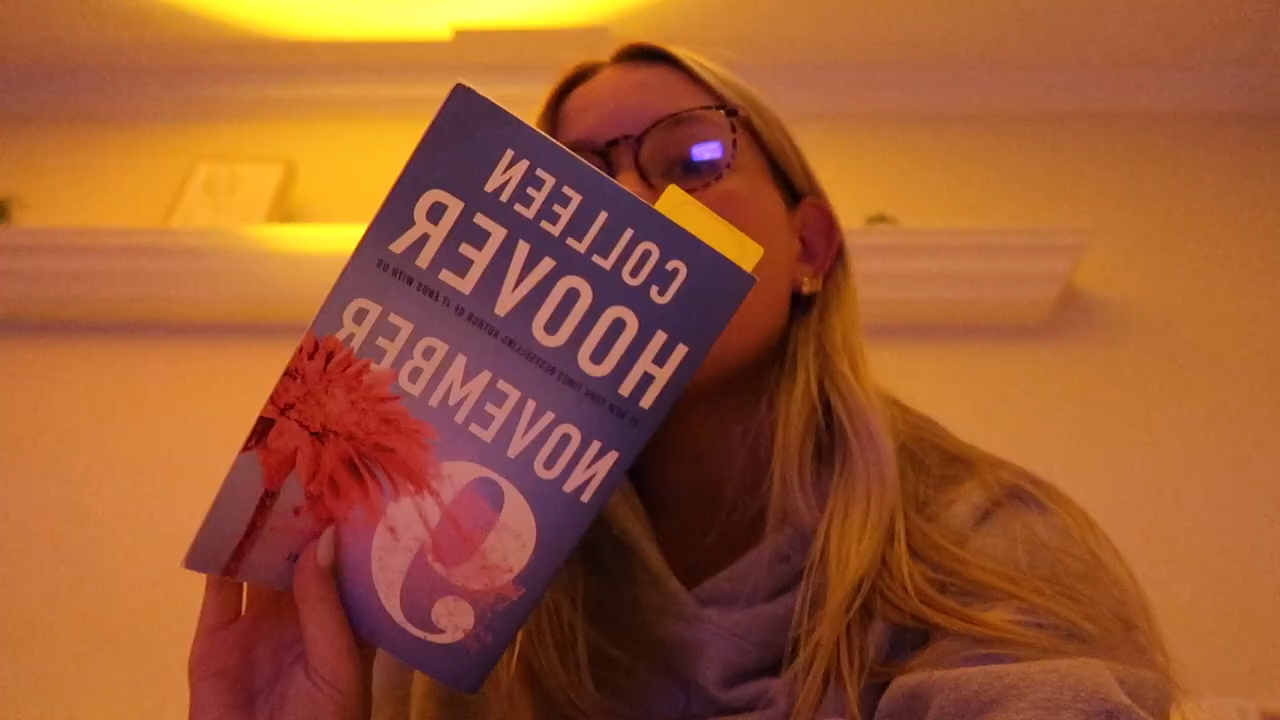 COLLEEN
HOOVER
#1 NEW YORK TIMES BESTSELLING AUTHOR OF IT ENDS WITH US
NOVEMBER
9